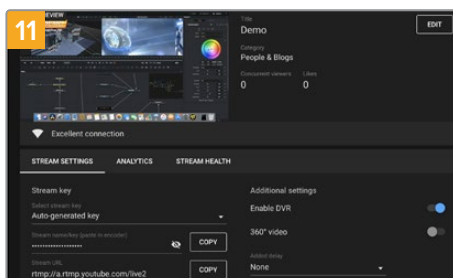 11
PREVIEW
Title
Demo
EDIT
Category
People & Blogs
Concurrent viewers Likes
0 0
Excellent connection
STREAM SETTINGS ANALYTICS STREAM HEALTH
Stream key
Additional settings
Select stream key
Auto-generated key
Enable DVR
Stream name/key (paste in encoder)
COPY
360° video
Stream URL
rtmp://a.rtmp.youtube.com/live2
COPY
Added delay
None